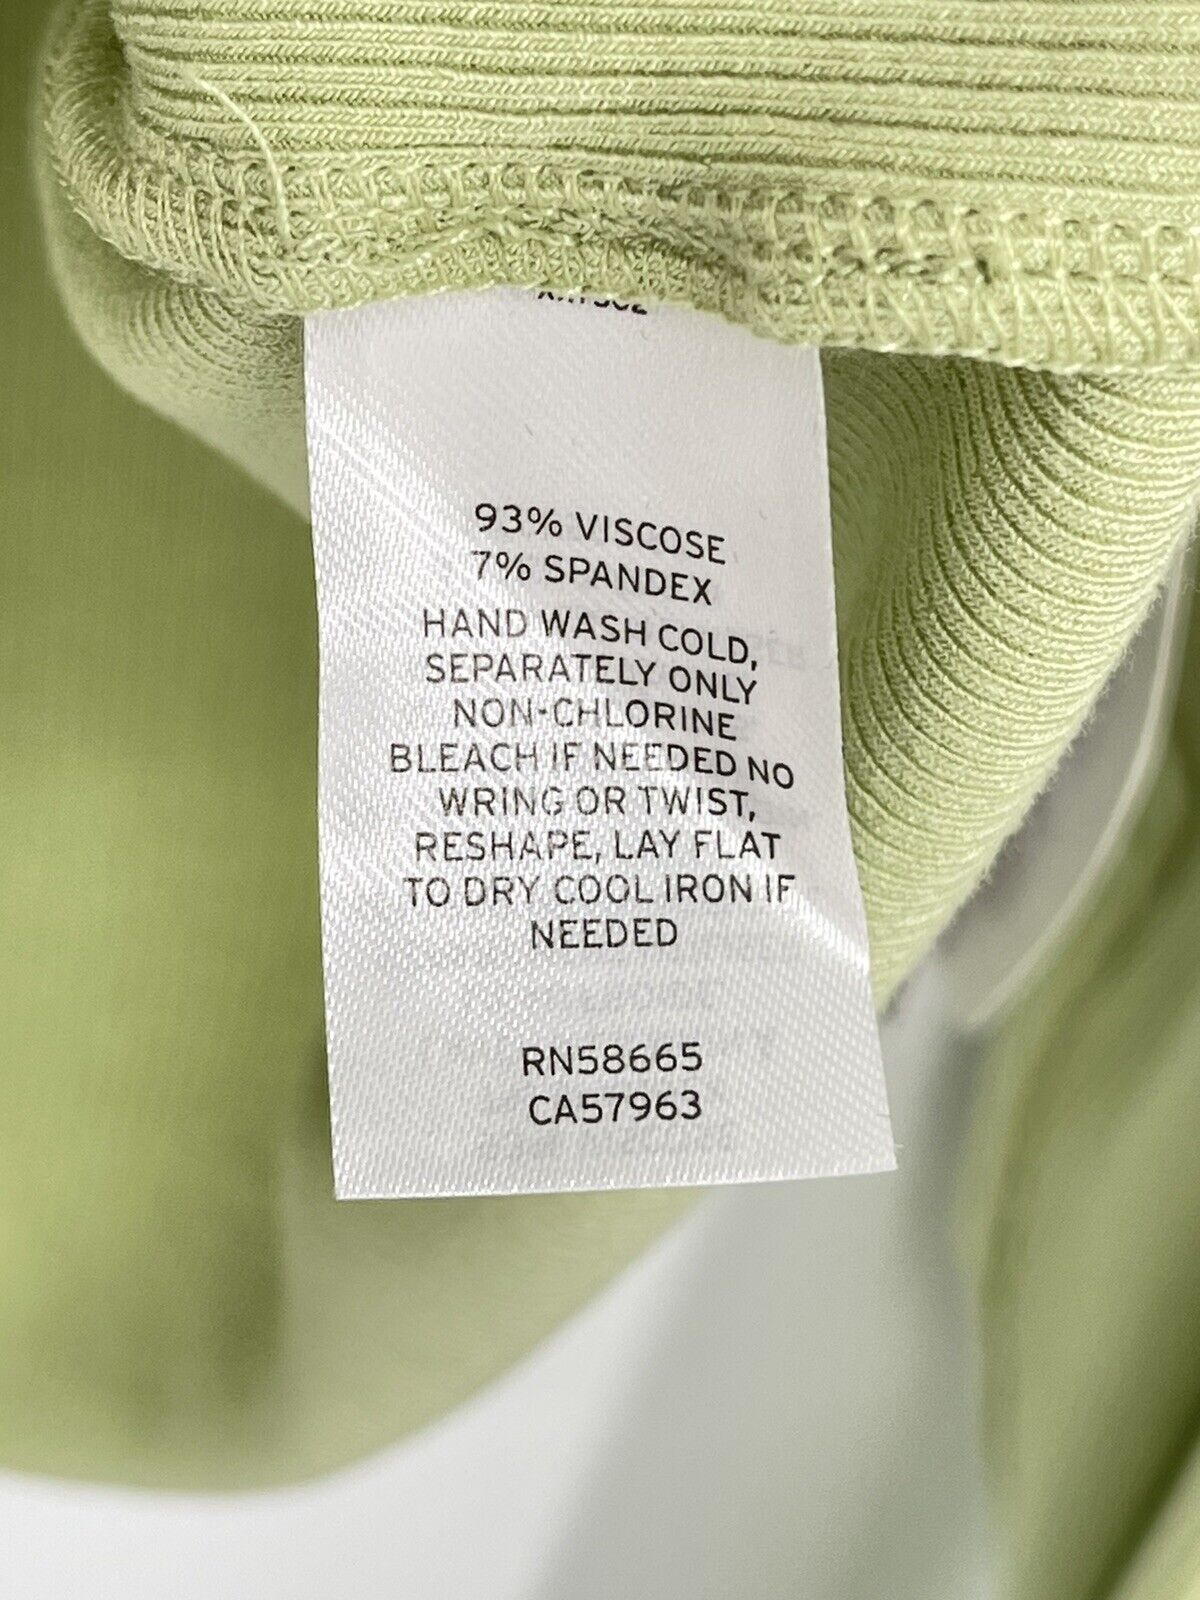 93% VISCOSE
7% SPANDEX
HAND WASH COLD,
SEPARATELY ONLY
NON-CHLORINE
BLEACH IF NEEDED NO
WRING OR TWIST,
RESHAPE, LAY FLAT
TO DRY COOL IRON IF
NEEDED
RN58665
CA57963